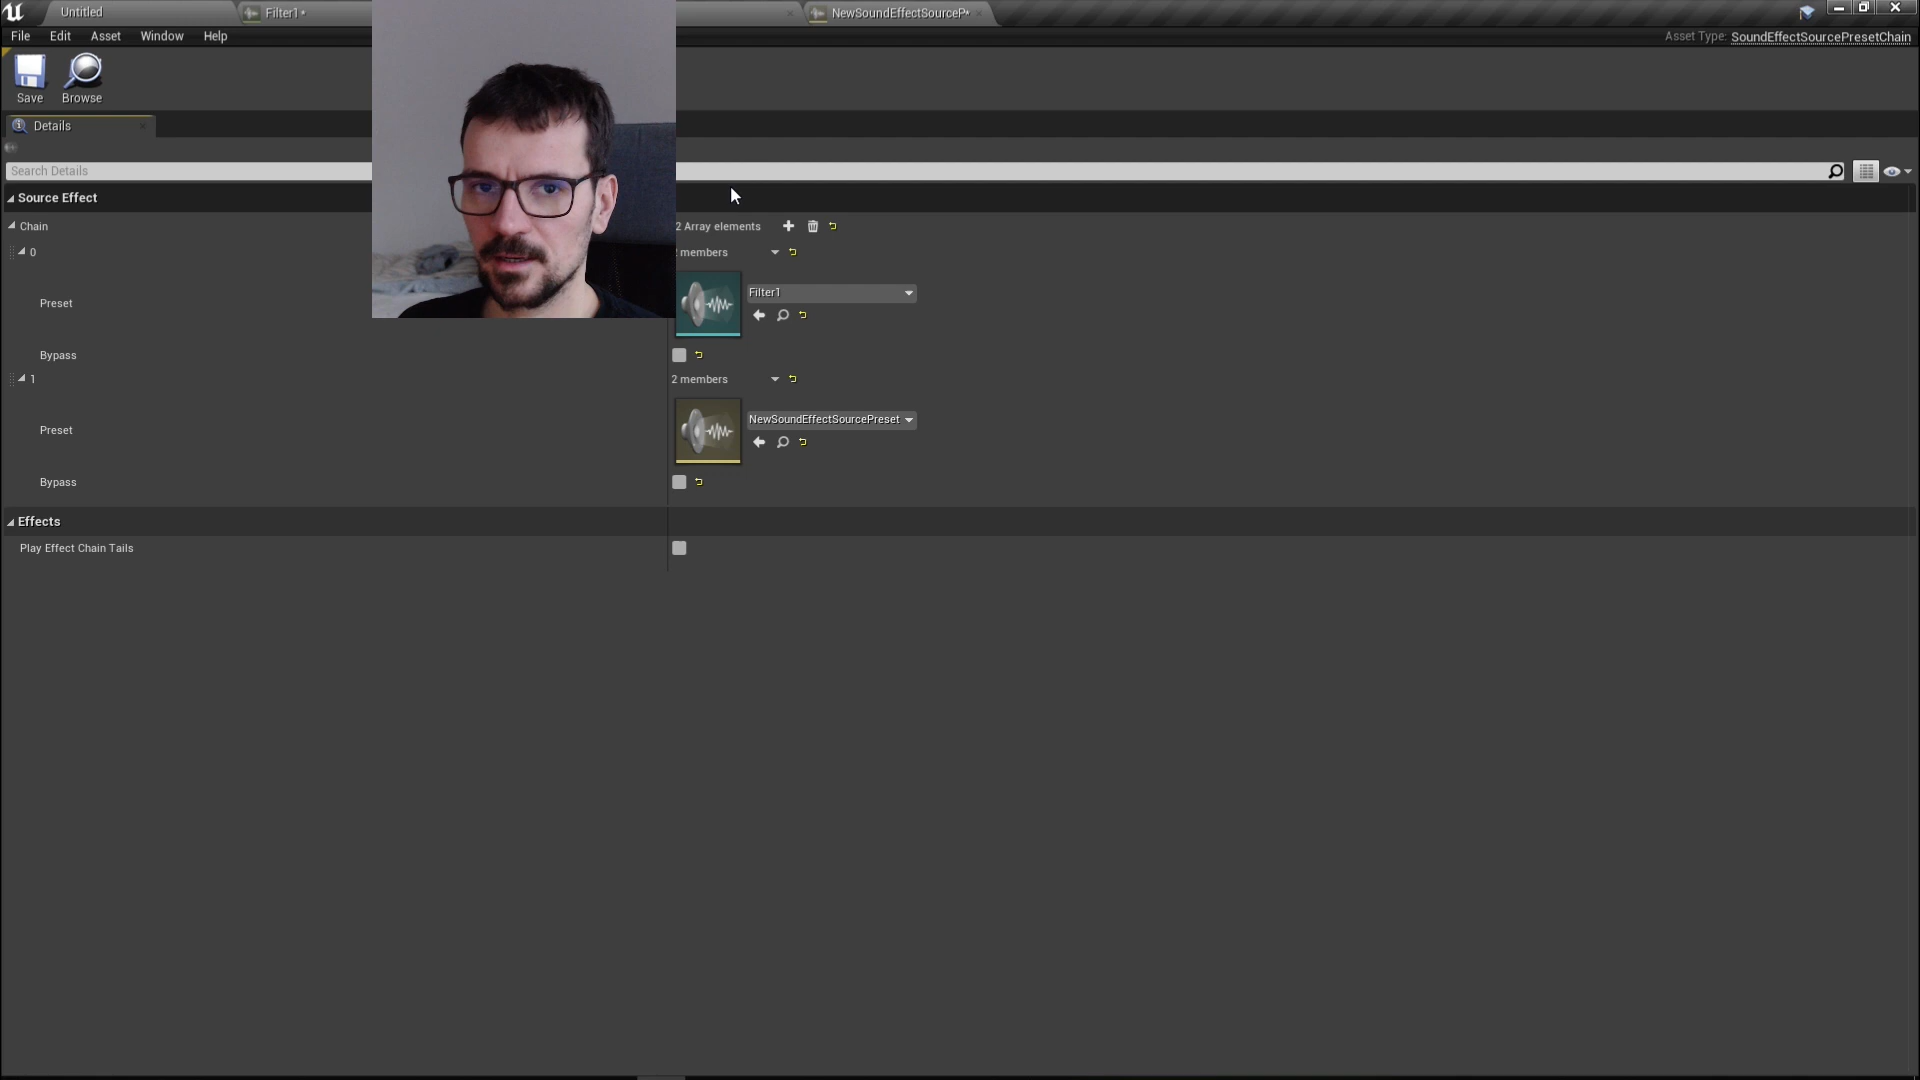 Untitled
Filter1*
NewSoundEffectSourceP*
File Edit Asset Window Help
Asset Type: SoundEffectSourcePresetChain
Save Browse
Details
Search Details
Source Effect
Chain
2 Array elements
0
members
Preset
Filter1
Bypass
1
2 members
Preset
NewSoundEffectSourcePreset
Bypass
Effects
Play Effect Chain Tails